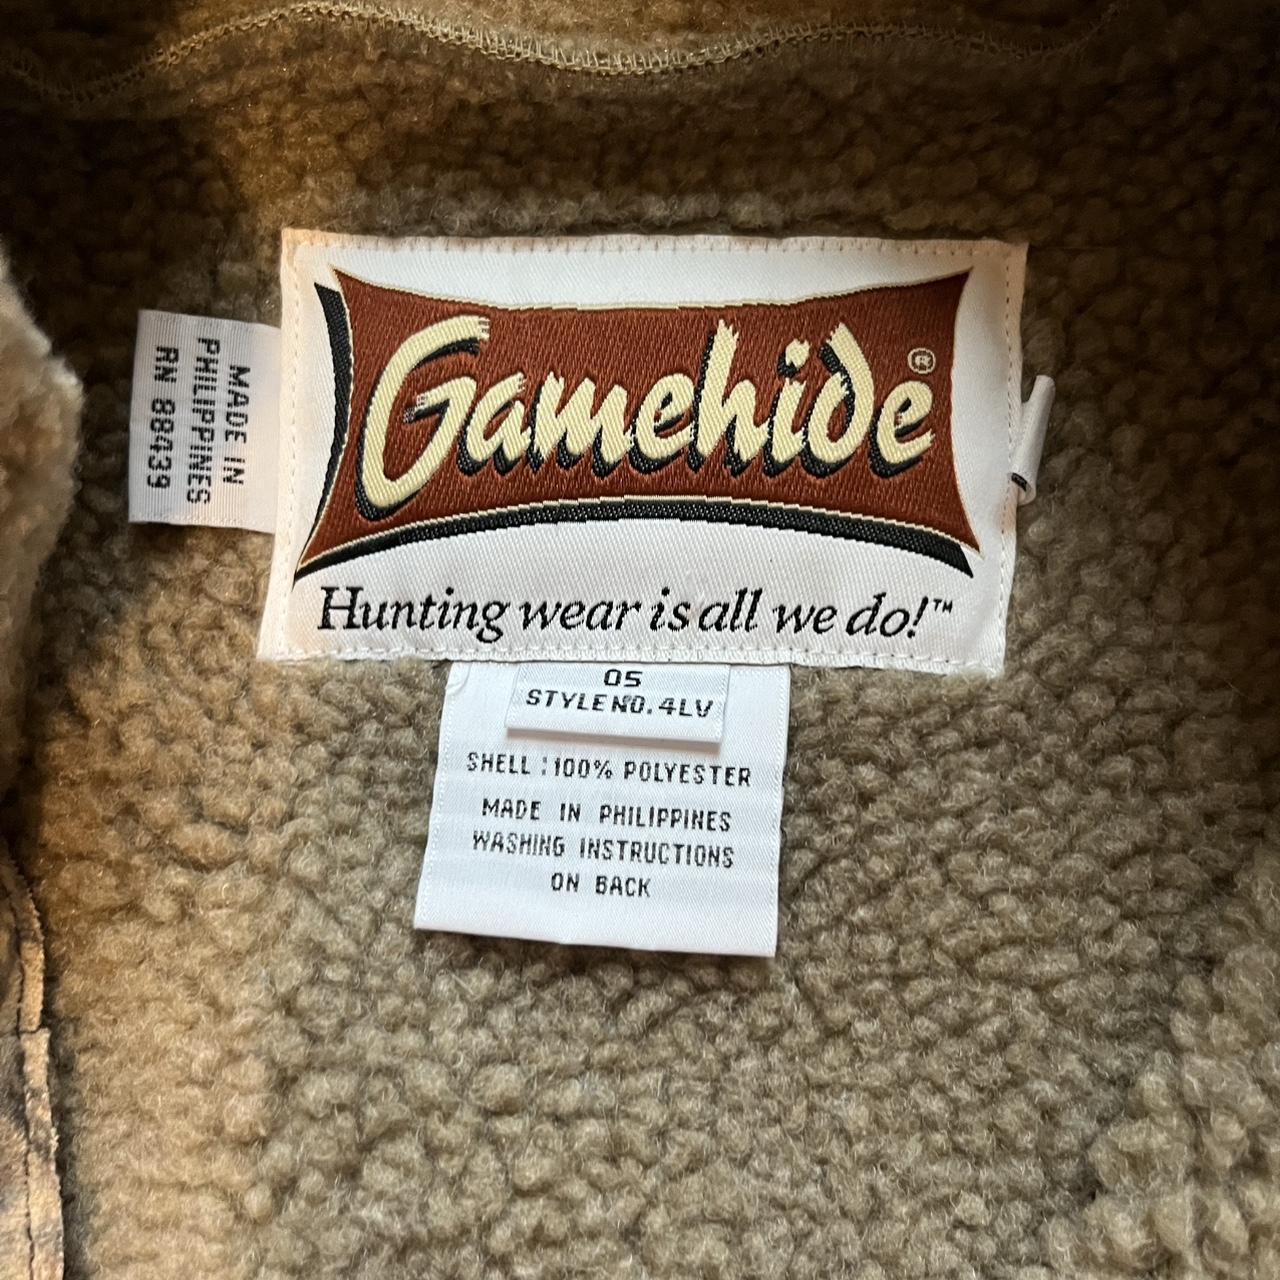 Gamehide®
Hunting wear is all we do!™
MADE IN
PHILIPPINES
RN 88439
OS
STYLE NO. 4LV
SHELL : 100% POLYESTER
MADE IN PHILIPPINES
WASHING INSTRUCTIONS
ON BACK